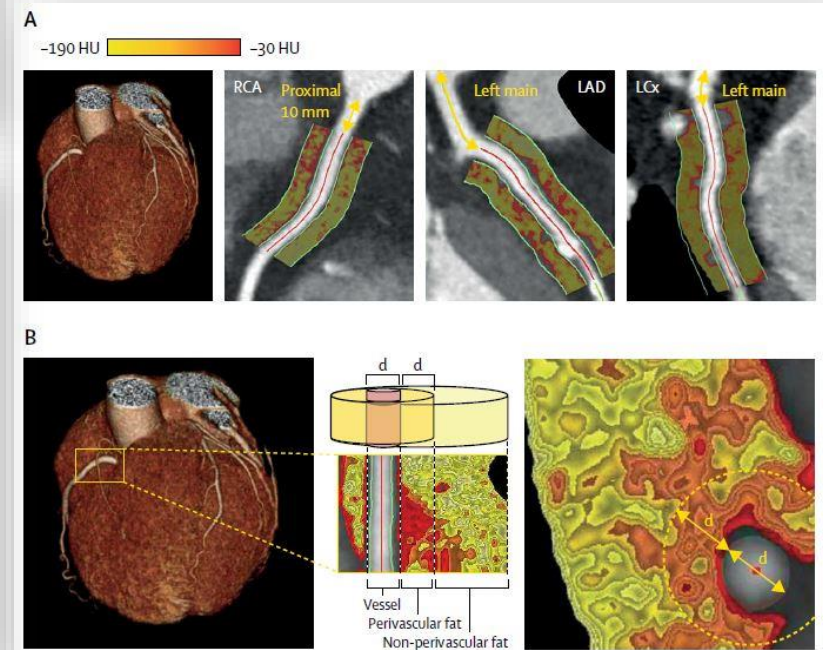 A
−190 HU
−30 HU
RCA
Proximal
10 mm
Left main
LAD
LCx
Left main
B
d
d
d
d
Vessel
Perivascular fat
Non-perivascular fat